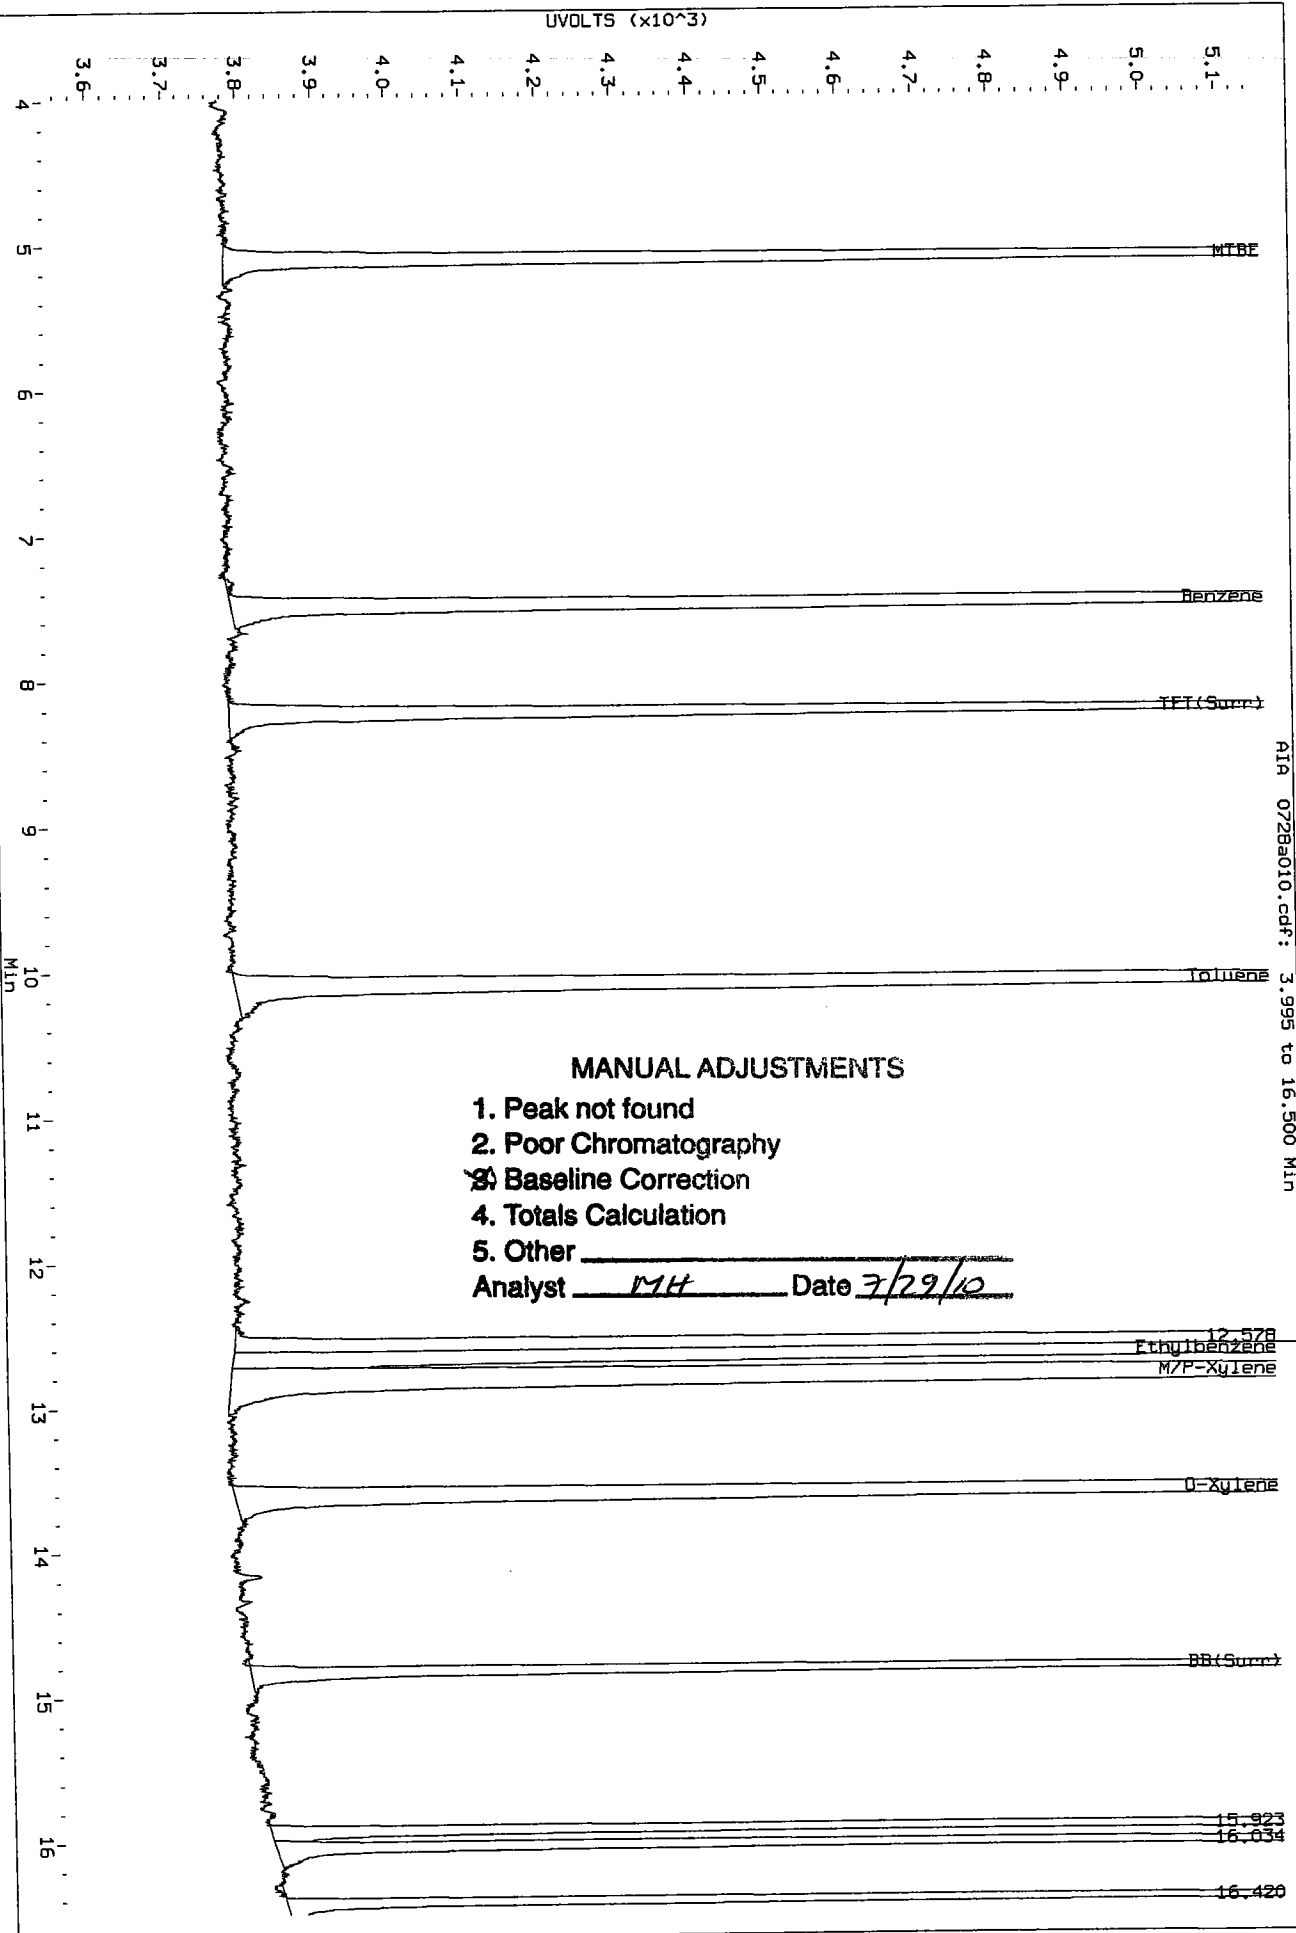 AIA 0728a010.cdf: 3.995 to 16.500 Min
UVOLTS (x10^3)
5.1
5.0
4.9
4.8
4.7
4.6
4.5
4.4
4.3
4.2
4.1
4.0
3.9
3.8
3.7
3.6
MTBE
Benzene
TFT(Surr)
Toluene
12.578
Ethylbenzene
M/P-Xylene
O-Xylene
BB(Surr)
15.923
16.034
16.420
4
5
6
7
8
9
10
11
12
13
14
15
16
Min
MANUAL ADJUSTMENTS
1. Peak not found
2. Poor Chromatography
3. Baseline Correction
4. Totals Calculation
5. Other
Analyst MH Date 7/29/10